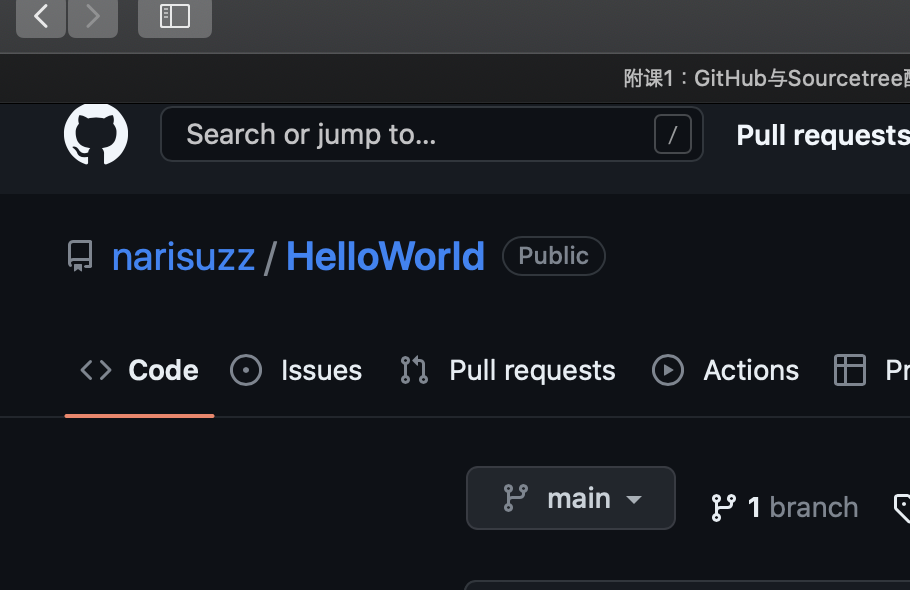 附课1：GitHub与Sourcetree
Search or jump to... / Pull requests
narisuzz / HelloWorld Public
Code Issues Pull requests Actions Pr
main 1 branch